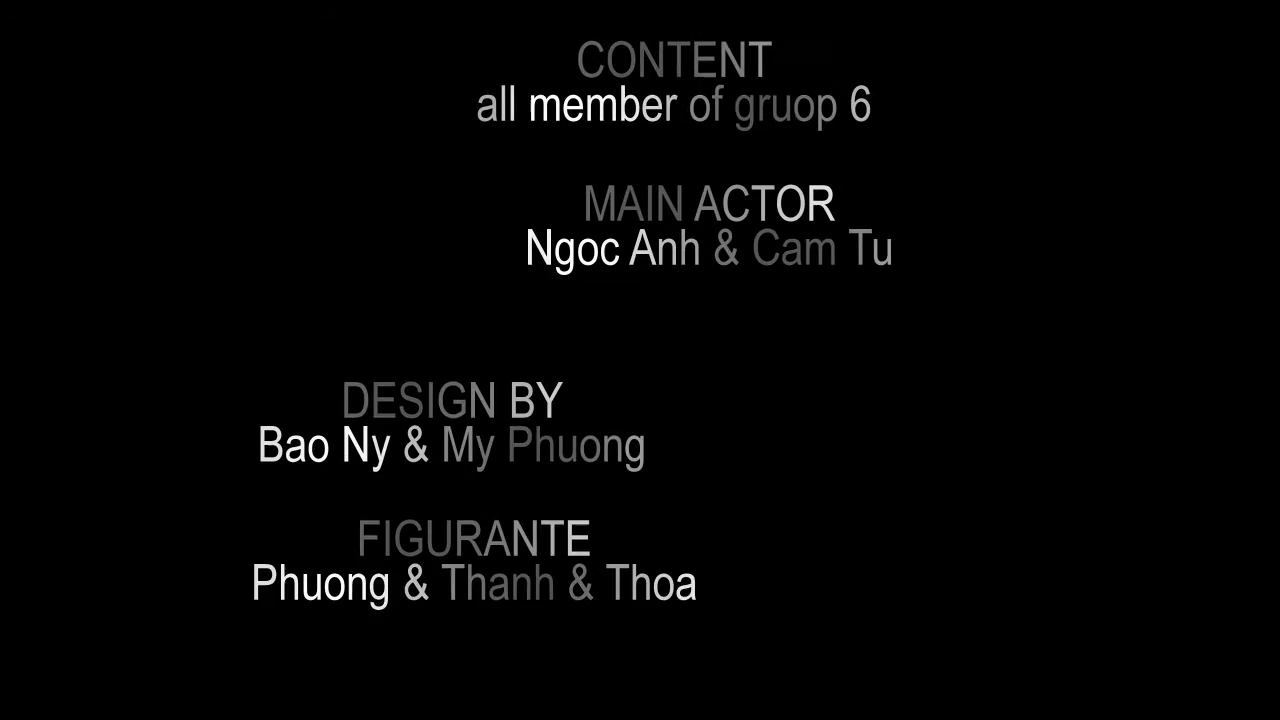 CONTENT
all member of gruop 6
MAIN ACTOR
Ngoc Anh & Cam Tu
DESIGN BY
Bao Ny & My Phuong
FIGURANTE
Phuong & Thanh & Thoa